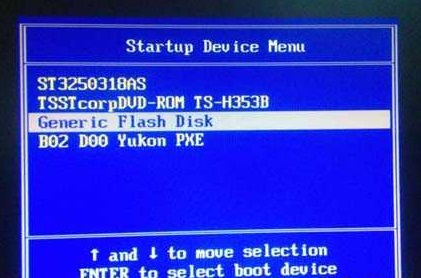 Startup Device Menu
ST3250318AS
TSSTcorpDVD-ROM TS-H353B
Generic Flash Disk
B02 D00 Yukon PXE
↑ and ↓ to move selection
ENTER to select boot device